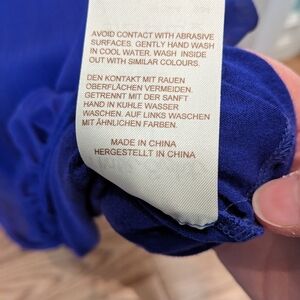 AVOID CONTACT WITH ABRASIVE
SURFACES. GENTLY HAND WASH
IN COOL WATER. WASH INSIDE
OUT WITH SIMILAR COLOURS.
DEN KONTAKT MIT RAUEN
OBERFLÄCHEN VERMEIDEN.
GETRENNT MIT DER SANFT
HAND IN KUHLE WASSER
WASCHEN. AUF LINKS WASCHEN
MIT ÄHNLICHEN FARBEN.
MADE IN CHINA
HERGESTELLT IN CHINA